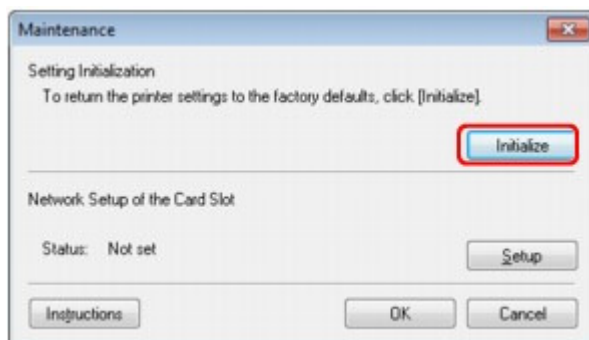 Maintenance
Setting Initialization
To return the printer settings to the factory defaults, click [Initialize].
Initialize
Network Setup of the Card Slot
Status: Not set
Setup
Instructions OK Cancel